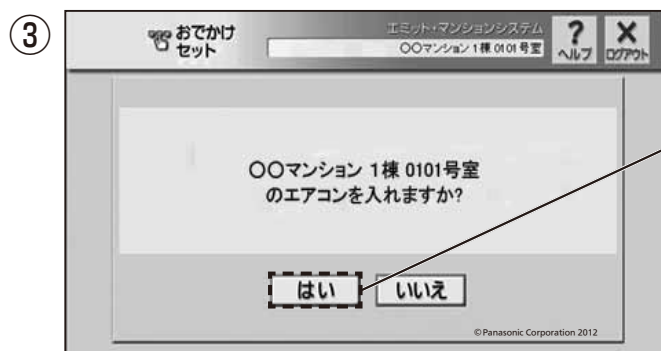 ③
おでかけ
セット
エミット・マンションシステム
〇〇マンション 1棟 0101号室
?
ヘルプ
X
ログアウト
〇〇マンション 1棟 0101号室
のエアコンを入れますか?
はい
いいえ
©Panasonic Corporation 2012